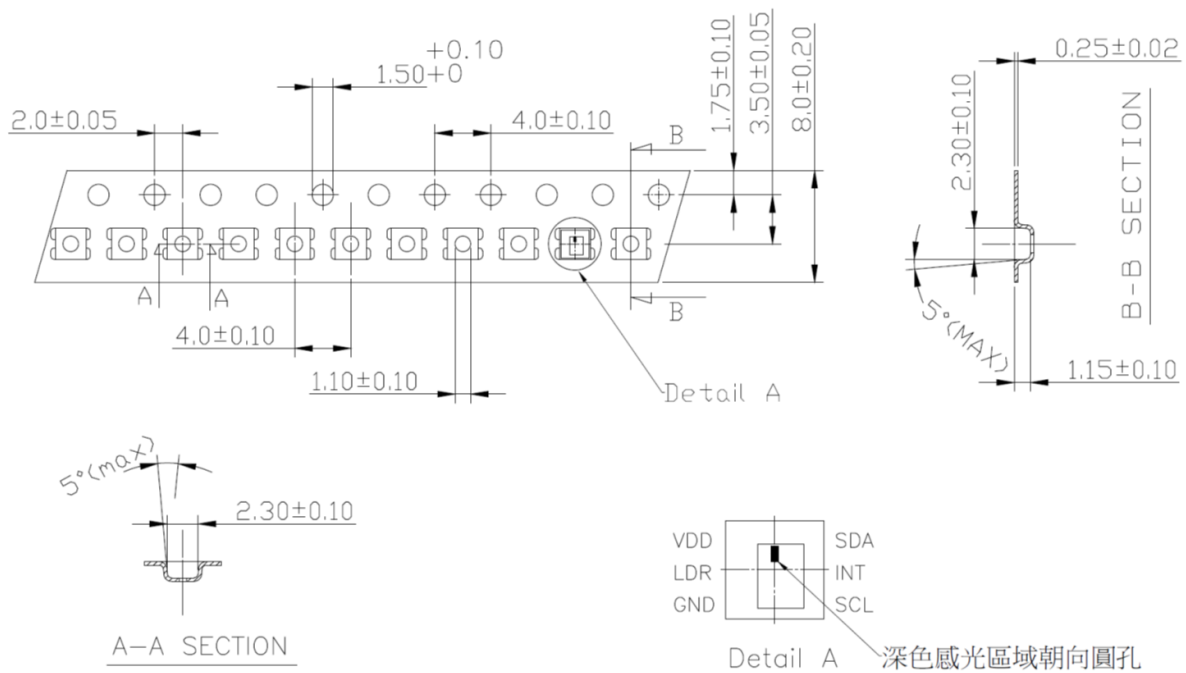 +0.10
1.50+0
2.0±0.05
4.0±0.10
1.75±0.10
3.50±0.05
8.0±0.20
B
B
A
A
4.0±0.10
1.10±0.10
Detail A
0.25±0.02
2.30±0.10
5°(MAX)
1.15±0.10
B-B SECTION
5°(max)
2.30±0.10
A-A SECTION
VDD
SDA
LDR
INT
GND
SCL
Detail A
深色感光區域朝向圓孔